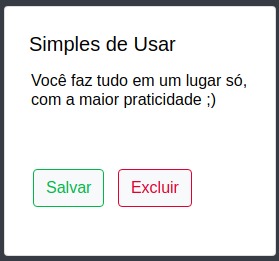 Simples de Usar
Você faz tudo em um lugar só,
com a maior praticidade ;)
Salvar Excluir